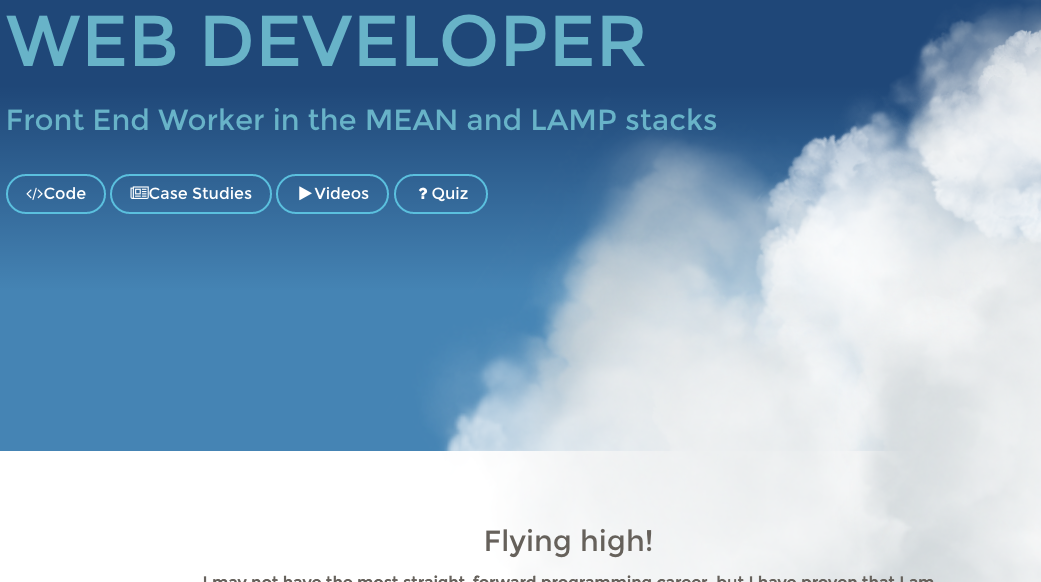 WEB DEVELOPER
Front End Worker in the MEAN and LAMP stacks
</>Code
Case Studies
Videos
? Quiz
Flying high!
I may not have the most straight-forward programming career, but I have proven that I am